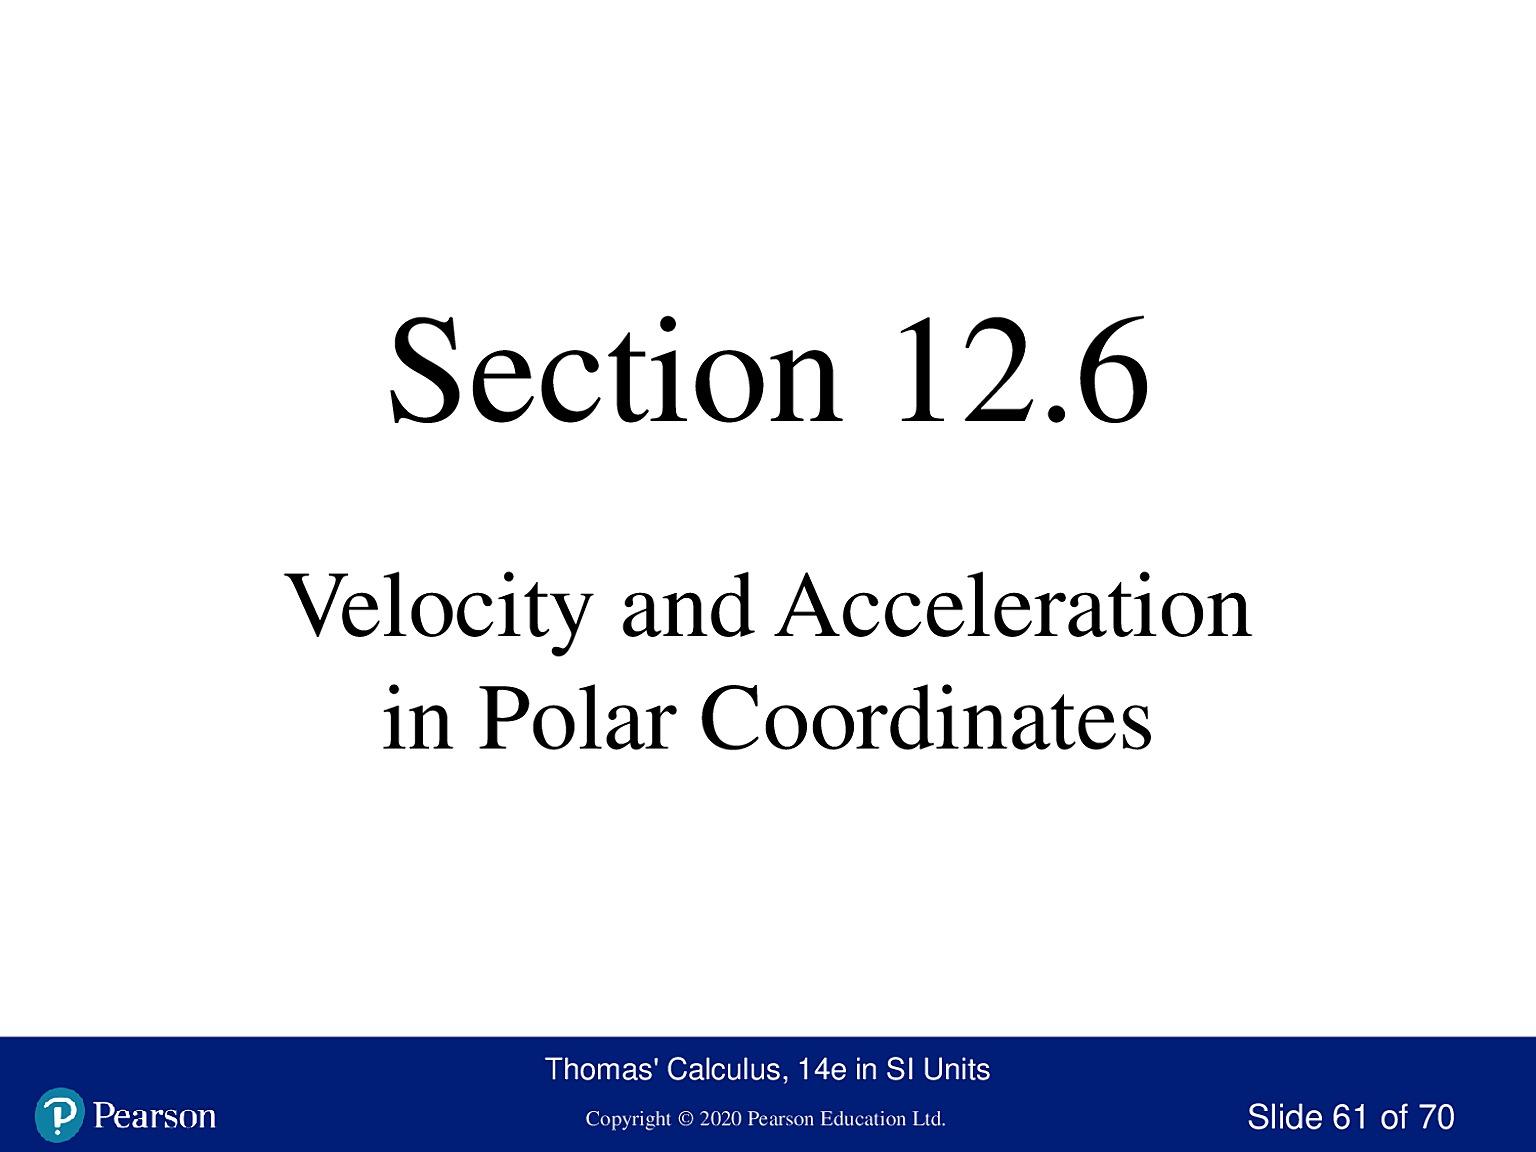 Section 12.6
Velocity and Acceleration
in Polar Coordinates
Thomas' Calculus, 14e in SI Units
Pearson
Copyright © 2020 Pearson Education Ltd.
Slide 61 of 70